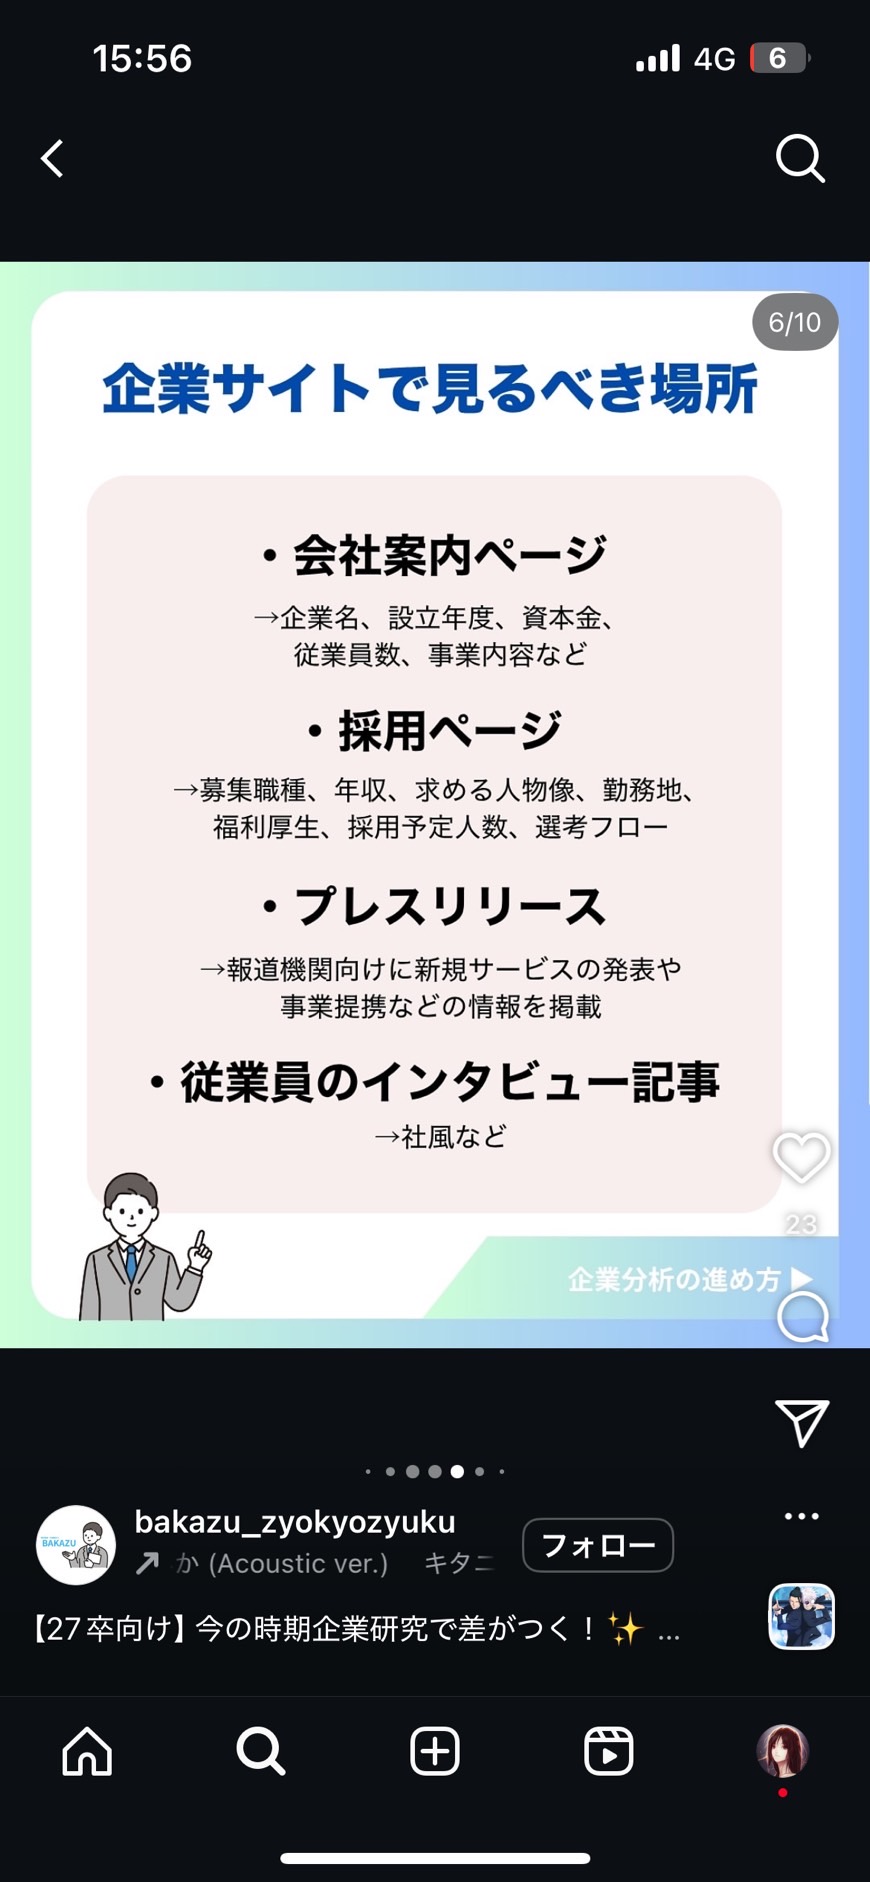 15:56
4G
6
6/10
企業サイトで見るべき場所
・会社案内ページ
→企業名、設立年度、資本金、
従業員数、事業内容など
・採用ページ
→募集職種、年収、求める人物像、勤務地、
福利厚生、採用予定人数、選考フロー
・プレスリリース
→報道機関向けに新規サービスの発表や
事業提携などの情報を掲載
・従業員のインタビュー記事
→社風など
23
企業分析の進め方 ▶
BAKAZU
bakazu_zyokyozyuku
か (Acoustic ver.) キタニ
フォロー
【27卒向け】今の時期企業研究で差がつく！✨ ...